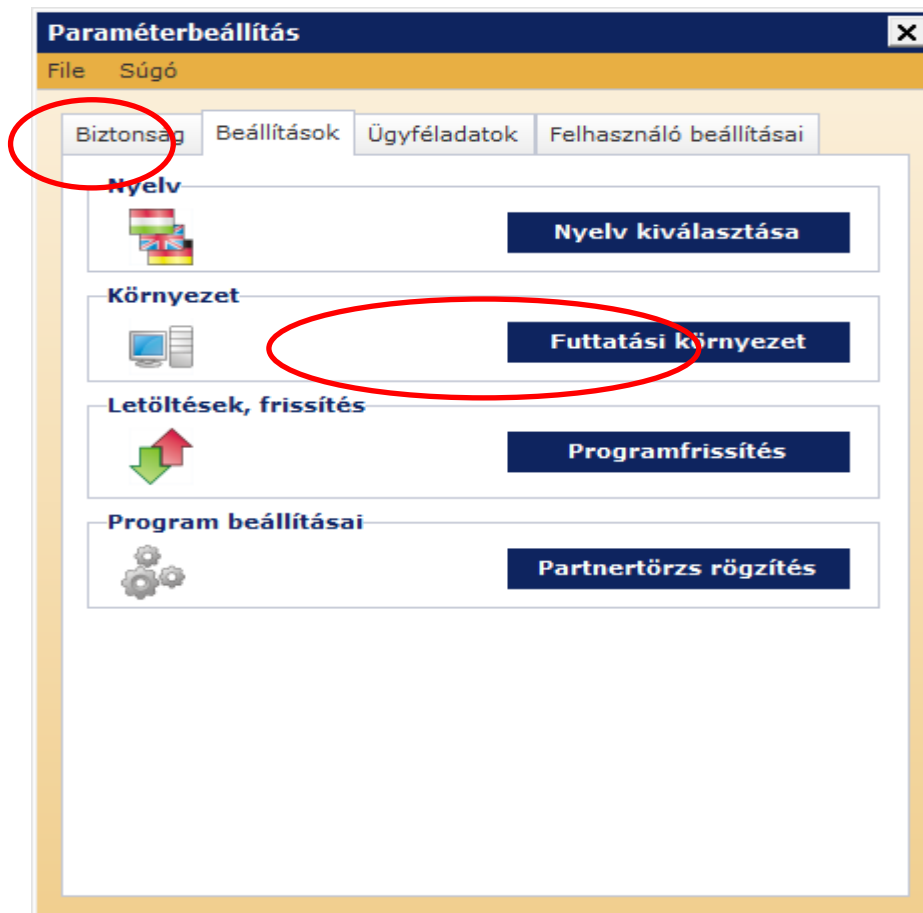 Paraméterbeállítás
File Súgó
Biztonság Beállítások Ügyféladatok Felhasználó beállításai
Nyelv
Nyelv kiválasztása
Környezet
Futtatási környezet
Letöltések, frissítés
Programfrissítés
Program beállításai
Partnertörzs rögzítés